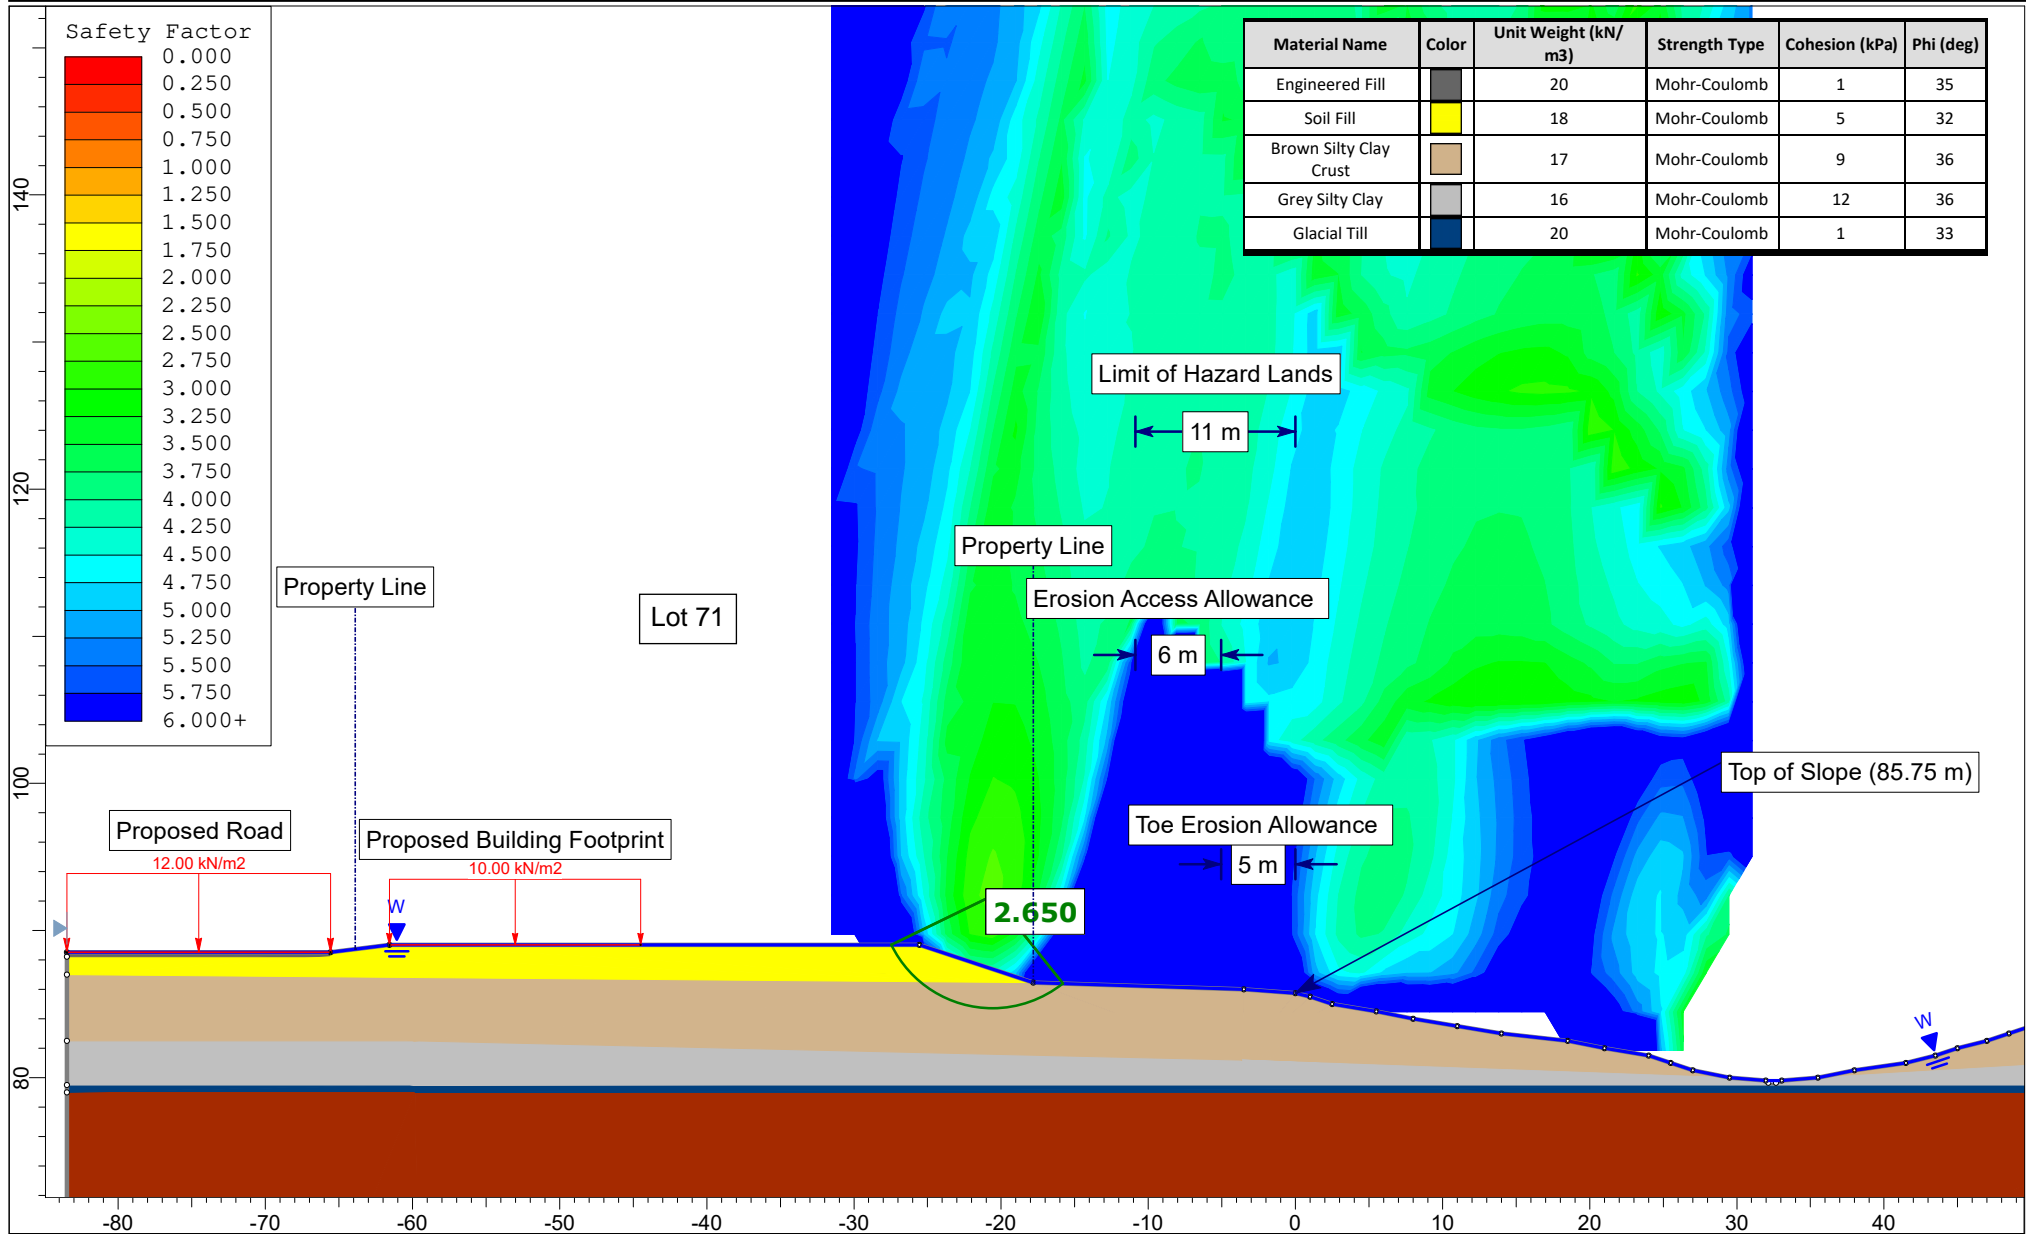 Safety Factor
0.000
0.250
0.500
0.750
1.000
1.250
1.500
1.750
2.000
2.250
2.500
2.750
3.000
3.250
3.500
3.750
4.000
4.250
4.500
4.750
5.000
5.250
5.500
5.750
6.000+
Material Name Color Unit Weight (kN/m3) Strength Type Cohesion (kPa) Phi (deg)
Engineered Fill 20 Mohr-Coulomb 1 35
Soil Fill 18 Mohr-Coulomb 5 32
Brown Silty Clay Crust 17 Mohr-Coulomb 9 36
Grey Silty Clay 16 Mohr-Coulomb 12 36
Glacial Till 20 Mohr-Coulomb 1 33
Limit of Hazard Lands
11 m
Property Line
Property Line
Erosion Access Allowance
Lot 71
6 m
Top of Slope (85.75 m)
Toe Erosion Allowance
5 m
Proposed Road
12.00 kN/m2
Proposed Building Footprint
10.00 kN/m2
W
2.650
W
140
120
100
80
-80 -70 -60 -50 -40 -30 -20 -10 0 10 20 30 40 50